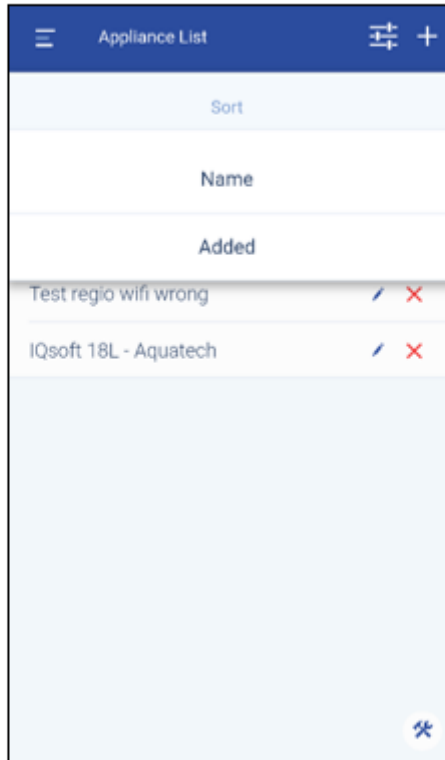 Appliance List
Sort
Name
Added
Test regio wifi wrong
IQsoft 18L - Aquatech